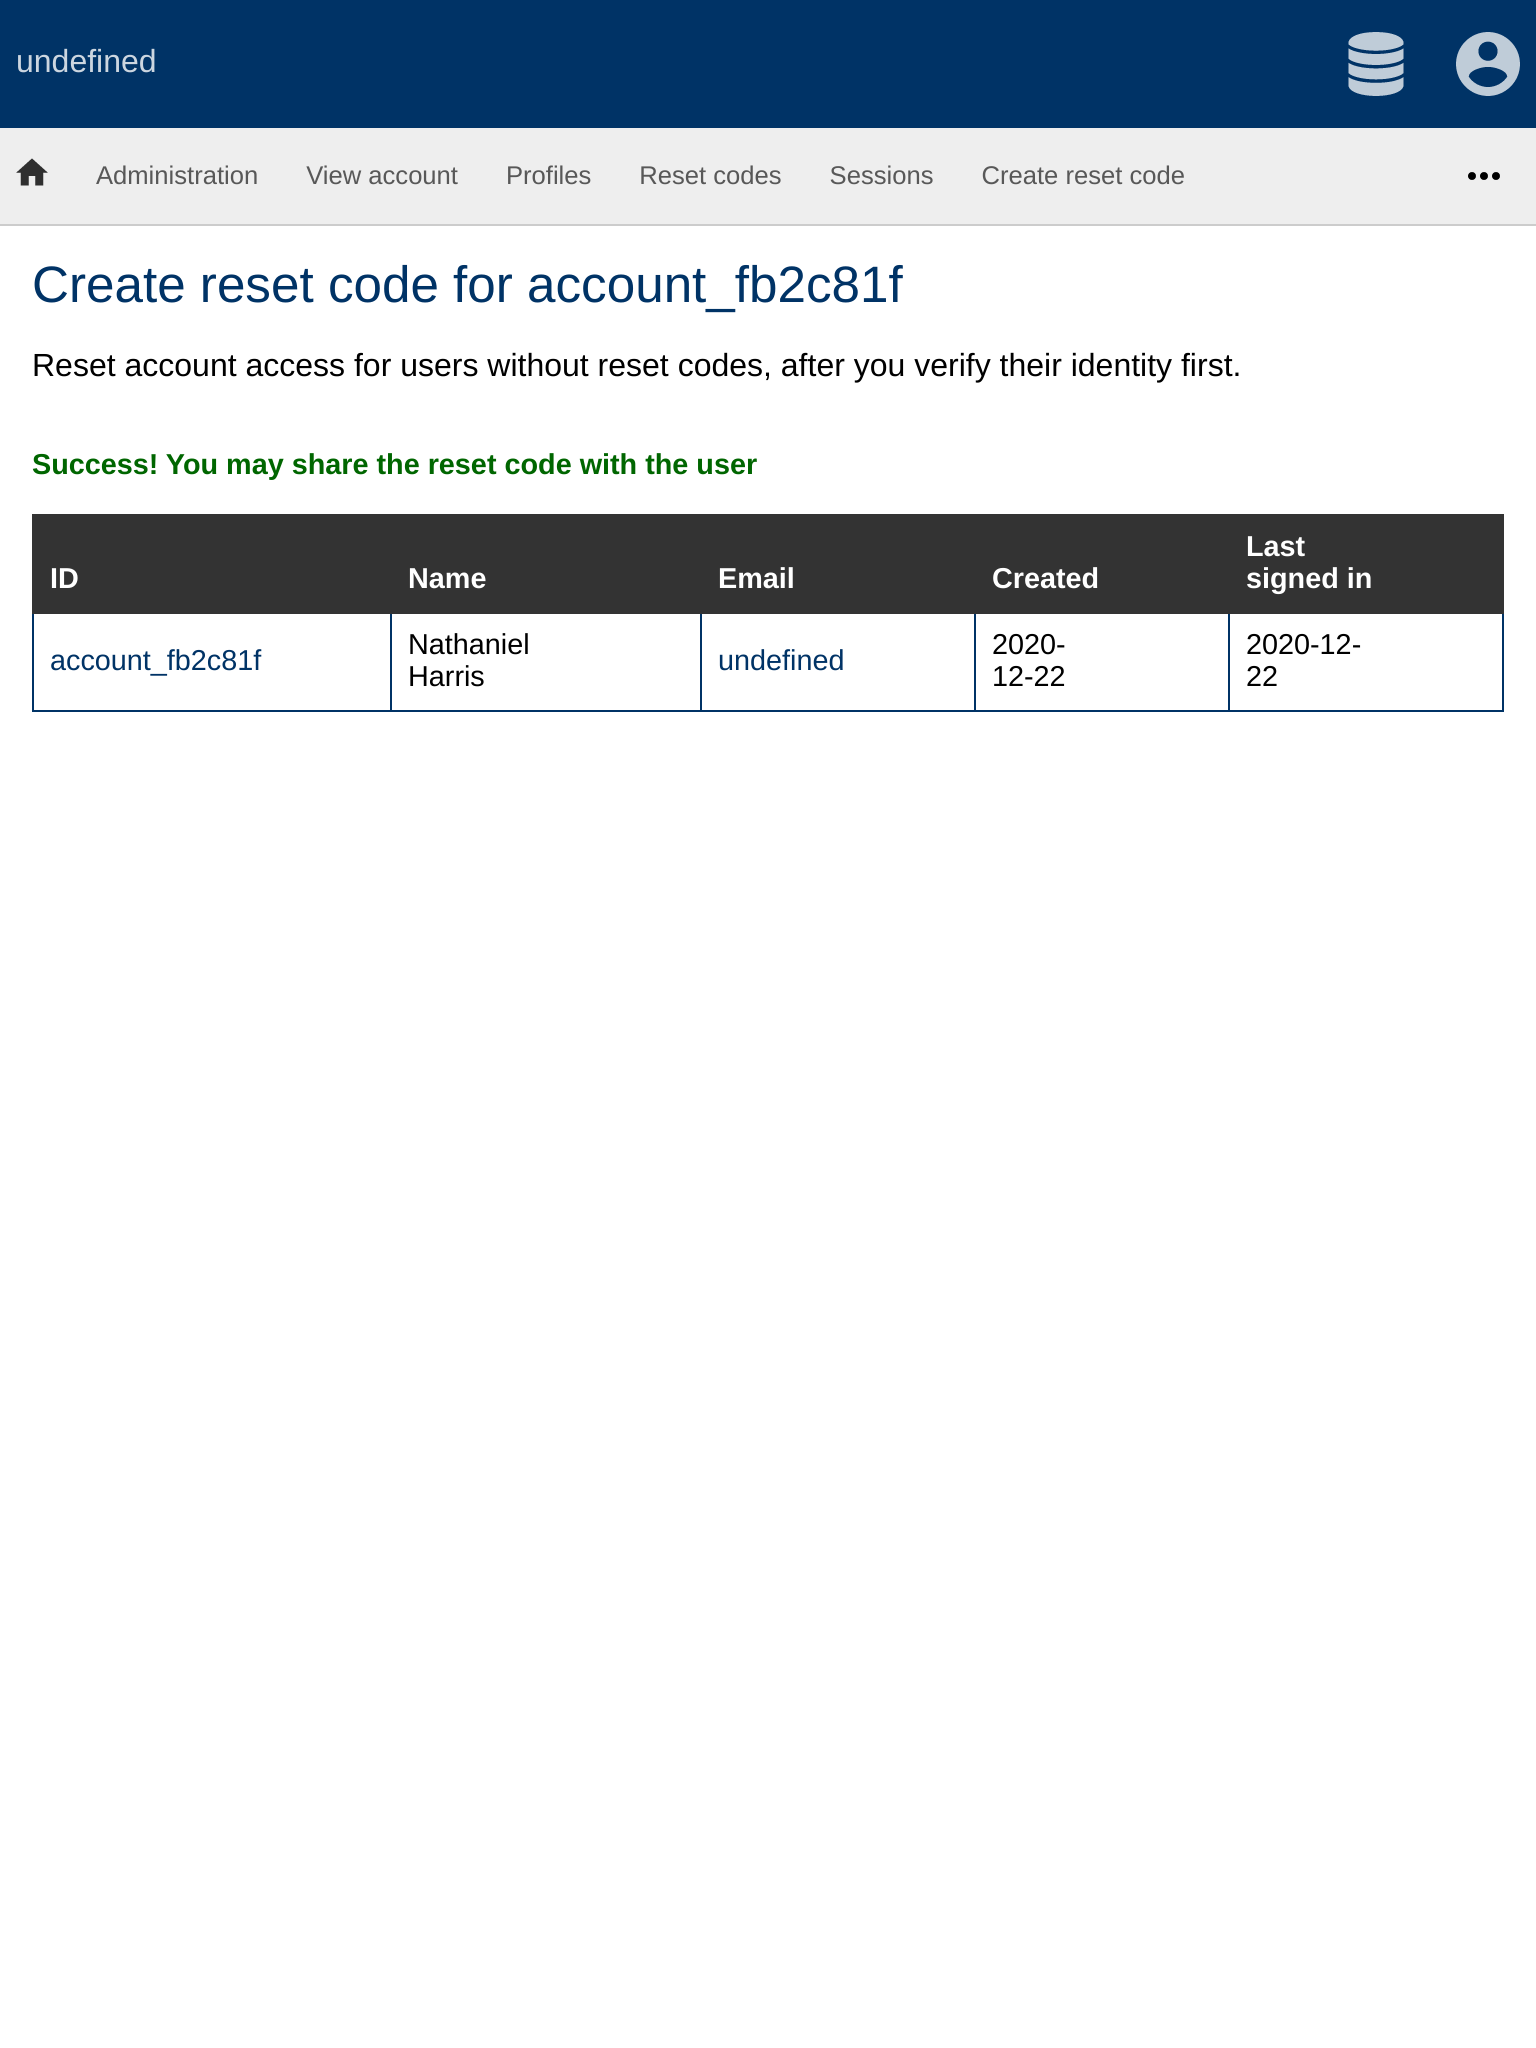 undefined
Administration View account Profiles Reset codes Sessions Create reset code
Create reset code for account_fb2c81f
Reset account access for users without reset codes, after you verify their identity first.
Success! You may share the reset code with the user
ID Name Email Created Last signed in
account_fb2c81f Nathaniel Harris undefined 2020-12-22 2020-12-22